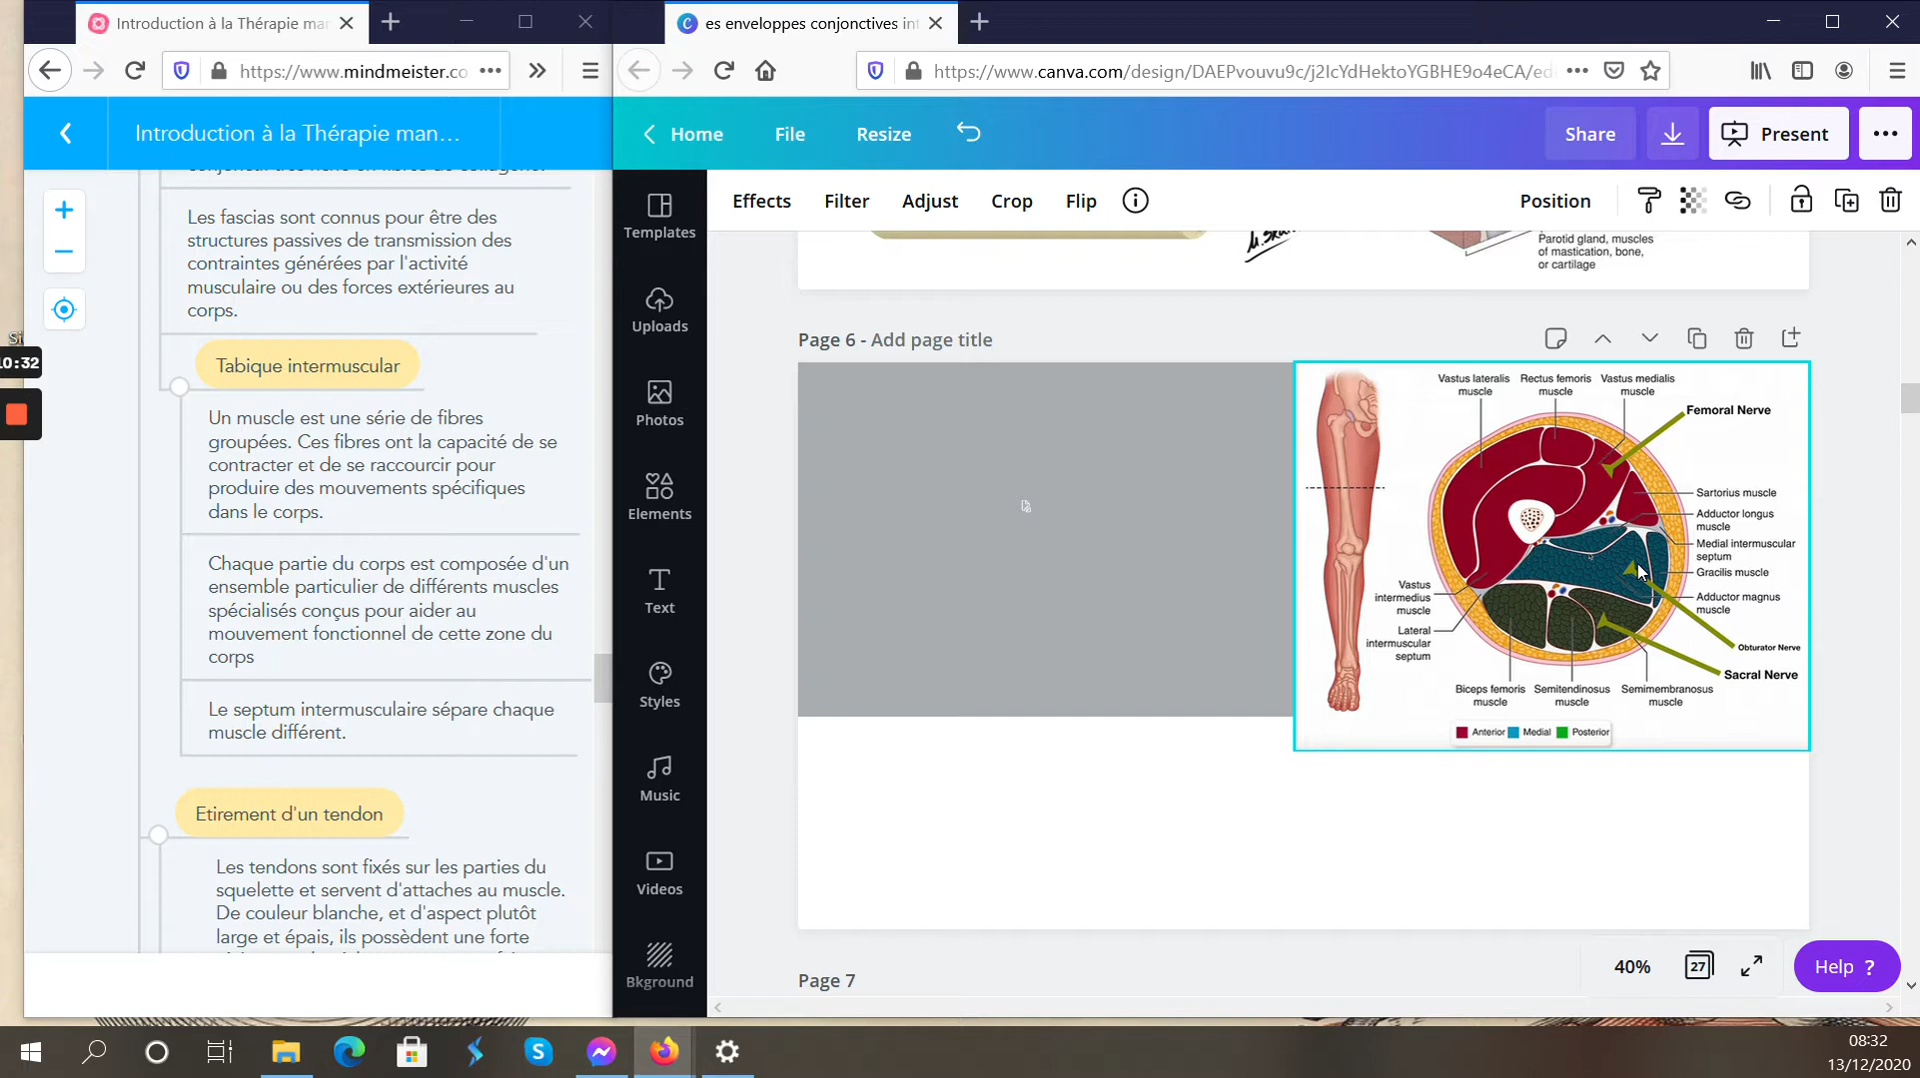 Introduction à la Thérapie mar
es enveloppes conjonctives int
https://www.mindmeister.co
https://www.canva.com/design/DAEPvouvu9c/j2IcYdHektoYGBHE9o4eCA/ed
Introduction à la Thérapie man...
Home
File
Resize
Share
Present
Effects
Filter
Adjust
Crop
Flip
Position
Les fascias sont connus pour être des
structures passives de transmission des
contraintes générées par l'activité
musculaire ou des forces extérieures au
corps.
Tabique intermuscular
Un muscle est une série de fibres
groupées. Ces fibres ont la capacité de se
contracter et de se raccourcir pour
produire des mouvements spécifiques
dans le corps.
Chaque partie du corps est composée d'un
ensemble particulier de différents muscles
spécialisés conçus pour aider au
mouvement fonctionnel de cette zone du
corps
Le septum intermusculaire sépare chaque
muscle différent.
Etirement d'un tendon
Les tendons sont fixés sur les parties du
squelette et servent d'attaches au muscle.
De couleur blanche, et d'aspect plutôt
large et épais, ils possèdent une forte
Si
10:32
Templates
Uploads
Photos
Elements
Text
Styles
Music
Videos
Bkground
Parotid gland, muscles
of mastication, bone,
or cartilage
Page 6 - Add page title
Vastus lateralis
muscle
Rectus femoris
muscle
Vastus medialis
muscle
Femoral Nerve
Sartorius muscle
Adductor longus
muscle
Medial intermuscular
septum
Gracilis muscle
Adductor magnus
muscle
Obturator Nerve
Sacral Nerve
Vastus
intermedius
muscle
Lateral
intermuscular
septum
Biceps femoris
muscle
Semitendinosus
muscle
Semimembranosus
muscle
Anterior
Medial
Posterior
Page 7
40%
27
Help ?
08:32
13/12/2020